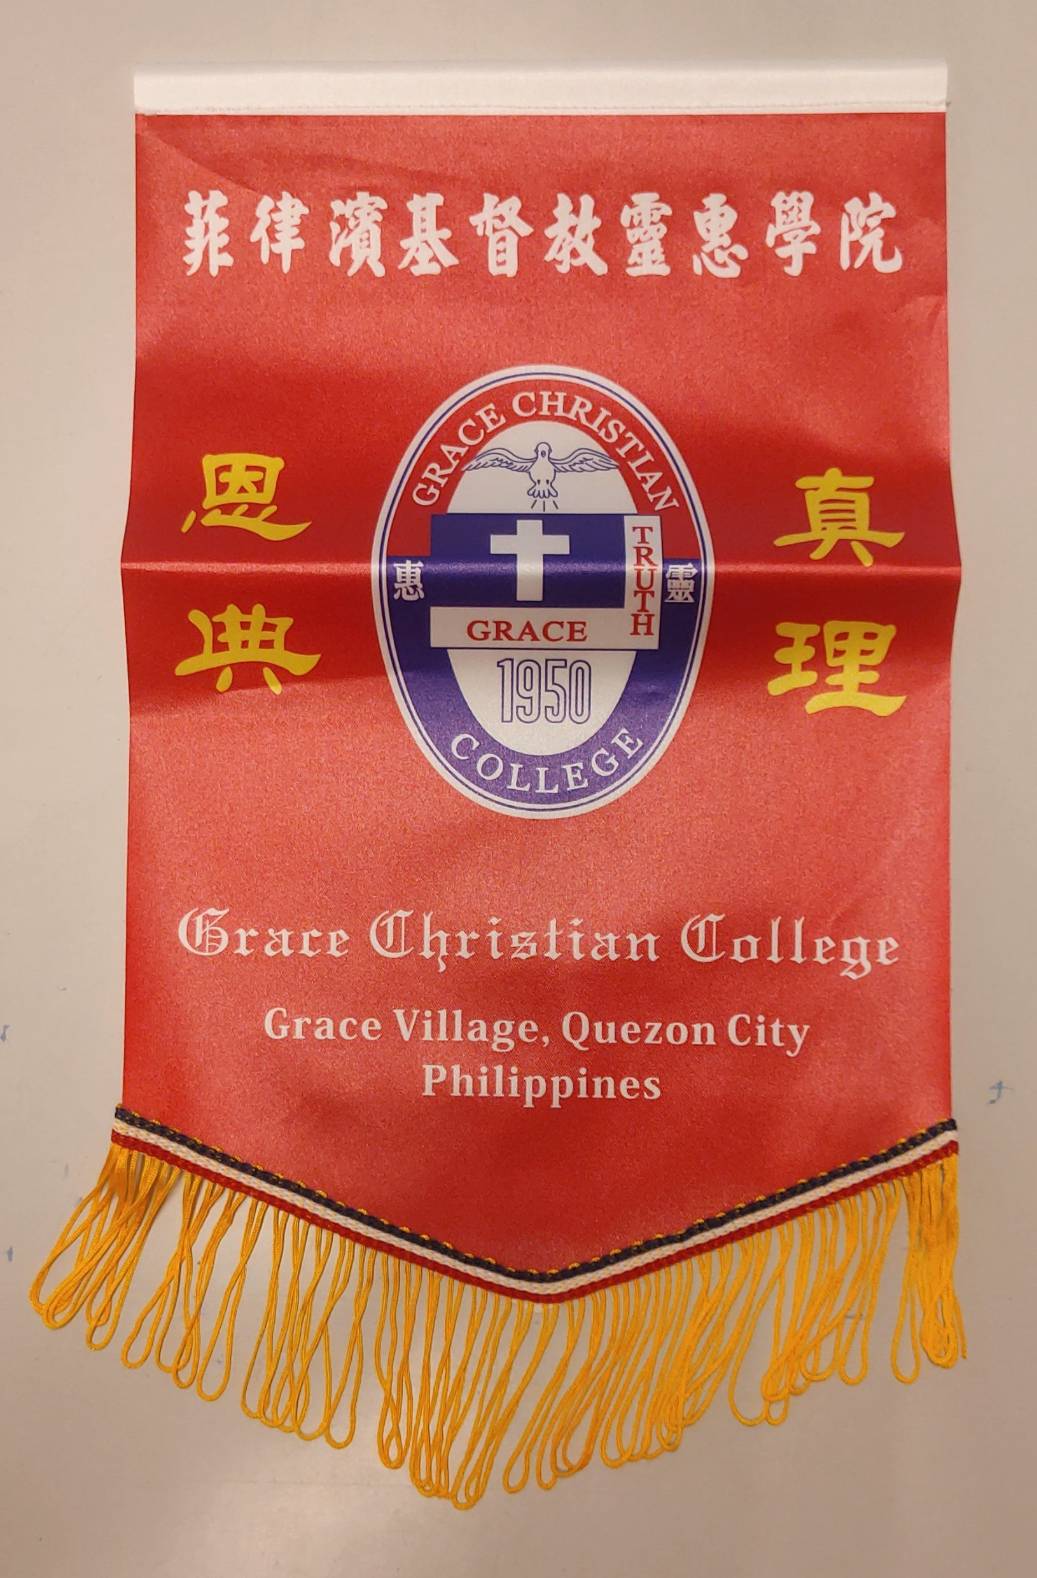 菲律濱基督教靈惠學院
GRACE CHRISTIAN
恩典
真理
TRUTH
惠
靈
GRACE
1950
COLLEGE
Grace Christian College
Grace Village, Quezon City
Philippines